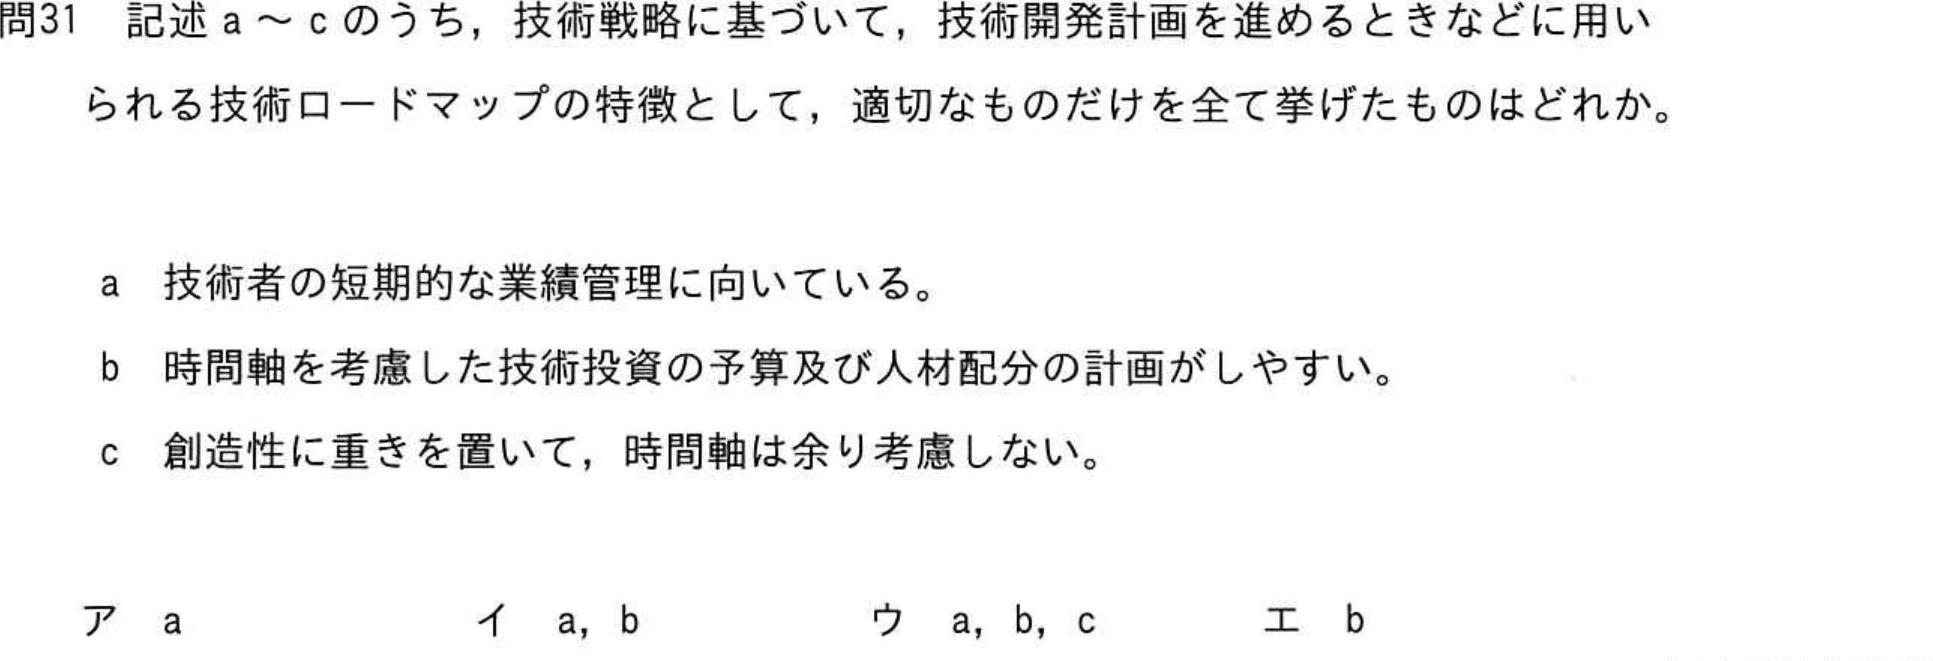 問31 記述 a ～ c のうち，技術戦略に基づいて，技術開発計画を進めるときなどに用い
られる技術ロードマップの特徴として，適切なものだけを全て挙げたものはどれか。
a 技術者の短期的な業績管理に向いている。
b 時間軸を考慮した技術投資の予算及び人材配分の計画がしやすい。
c 創造性に重きを置いて，時間軸は余り考慮しない。
ア a イ a，b ウ a，b，c エ b